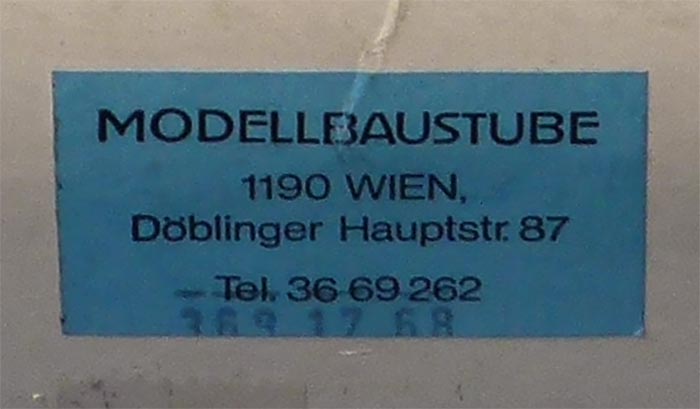 MODELLBAUSTUBE
1190 WIEN,
Döblinger Hauptstr. 87
Tel. 36 69 262
369 17 68